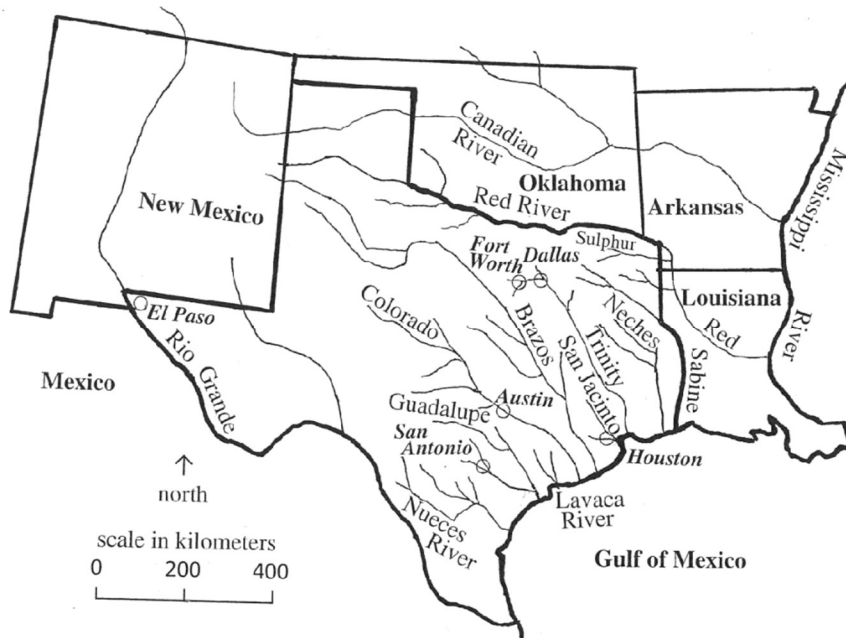 Canadian
River
Mississippi
River
New Mexico
Oklahoma
Red River
Arkansas
Sulphur
Fort
Worth
Dallas
Louisiana
Red
El Paso
Colorado
Brazos
Trinity
Neches
San Jacinto
Sabine
Rio Grande
Mexico
Guadalupe
Austin
San
Antonio
Houston
north
Nueces
River
Lavaca
River
scale in kilometers
0 200 400
Gulf of Mexico